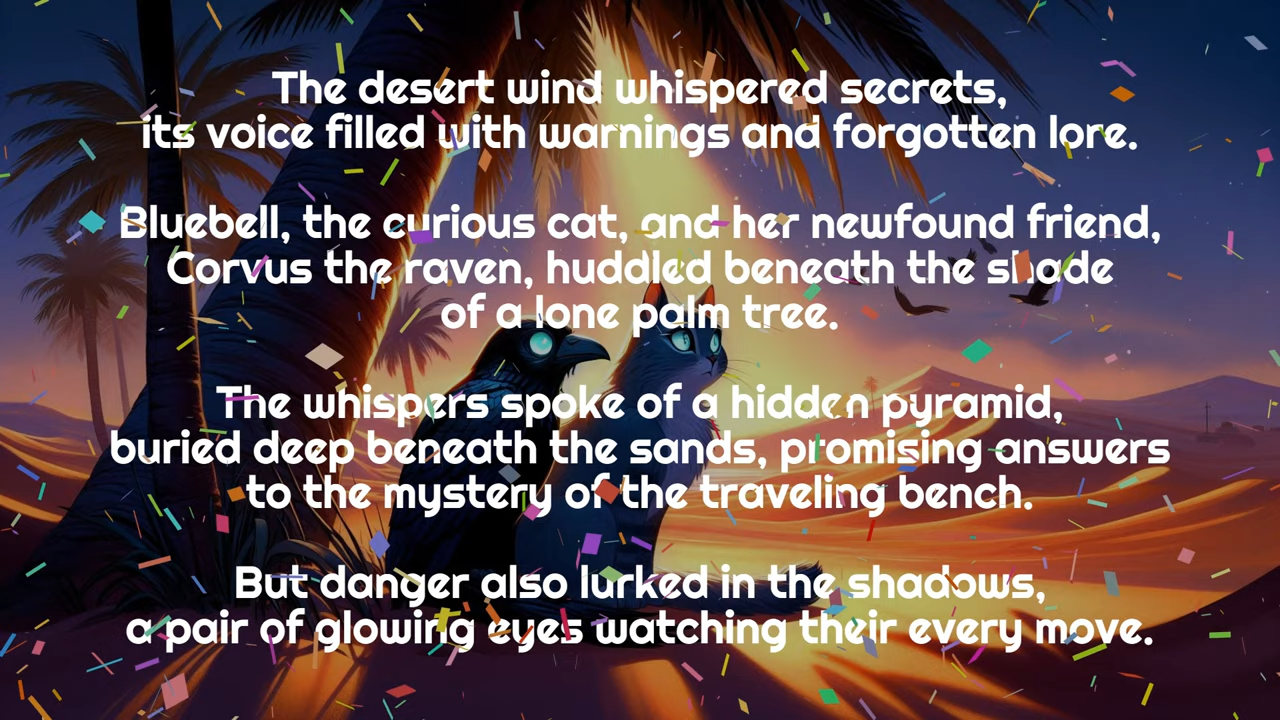 The desert wind whispered secrets,
its voice filled with warnings and forgotten lore.
Bluebell, the curious cat, and her newfound friend,
Corvus the raven, huddled beneath the shade
of a lone palm tree.
The whispers spoke of a hidden pyramid,
buried deep beneath the sands, promising answers
to the mystery of the traveling bench.
But danger also lurked in the shadows,
a pair of glowing eyes watching their every move.